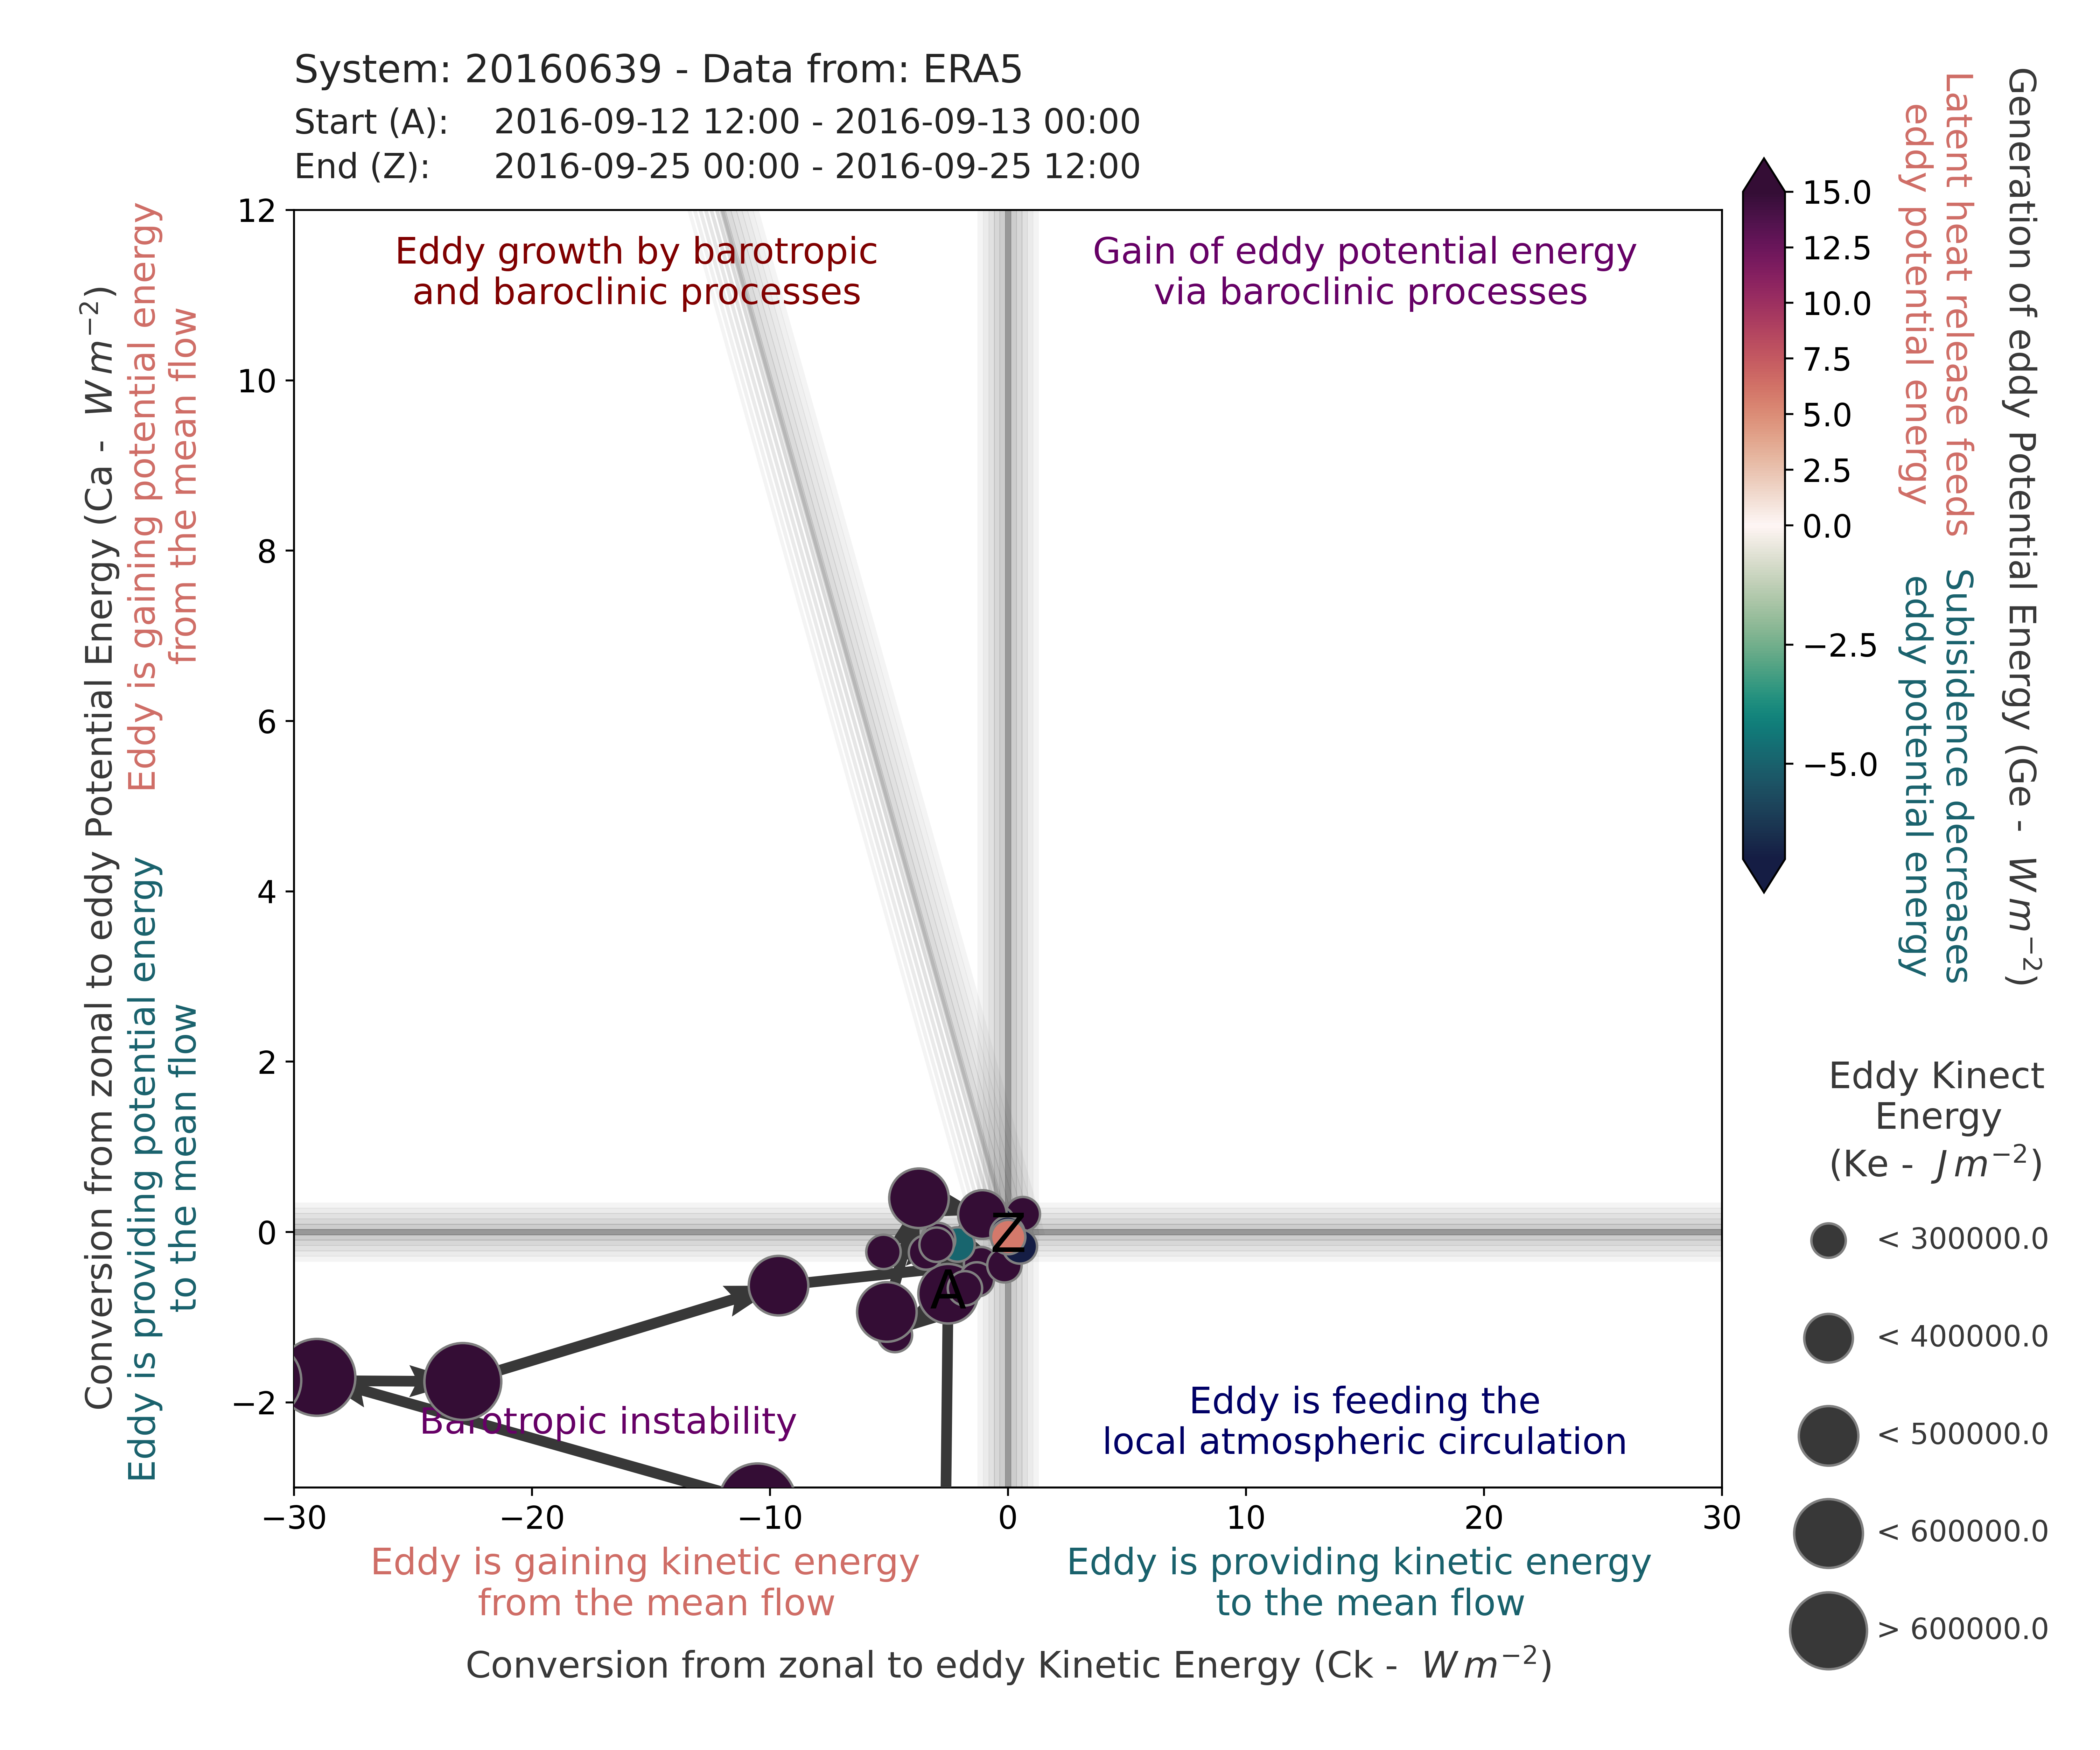 System: 20160639 - Data from: ERA5
Start (A): 2016-09-12 12:00 - 2016-09-13 00:00
End (Z): 2016-09-25 00:00 - 2016-09-25 12:00
Conversion from zonal to eddy Potential Energy (Ca - W m⁻²)
Eddy is gaining potential energy
from the mean flow
Eddy is providing potential energy
to the mean flow
12
10
8
6
4
2
0
−2
Eddy growth by barotropic
and baroclinic processes
Gain of eddy potential energy
via baroclinic processes
Z
A
Barotropic instability
Eddy is feeding the
local atmospheric circulation
−30
−20
−10
0
10
20
30
Eddy is gaining kinetic energy
from the mean flow
Eddy is providing kinetic energy
to the mean flow
Conversion from zonal to eddy Kinetic Energy (Ck - W m⁻²)
15.0
12.5
10.0
7.5
5.0
2.5
0.0
−2.5
−5.0
Latent heat release feeds
eddy potential energy
Subisidence decreases
eddy potential energy
Generation of eddy Potential Energy (Ge - W m⁻²)
Eddy Kinect
Energy
(Ke - J m⁻²)
< 300000.0
< 400000.0
< 500000.0
< 600000.0
> 600000.0